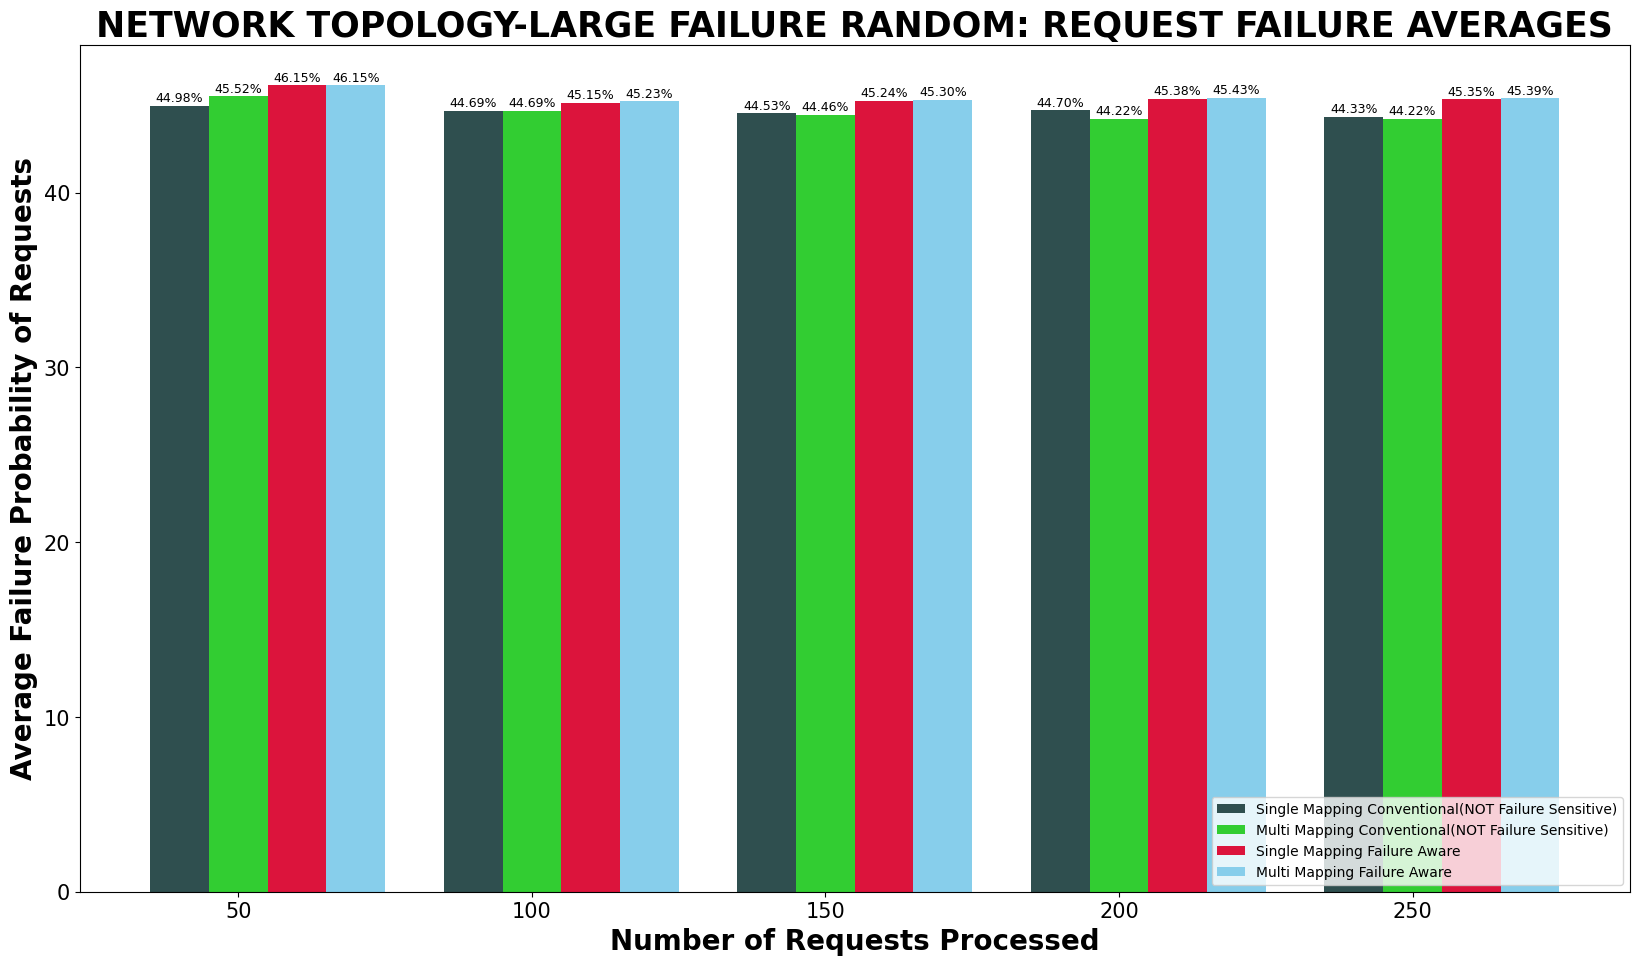 NETWORK TOPOLOGY-LARGE FAILURE RANDOM: REQUEST FAILURE AVERAGES
Average Failure Probability of Requests
40
30
20
10
0
44.98% 45.52% 46.15% 46.15%
44.69% 44.69% 45.15% 45.23%
44.53% 44.46% 45.24% 45.30%
44.70% 44.22% 45.38% 45.43%
44.33% 44.22% 45.35% 45.39%
Single Mapping Conventional(NOT Failure Sensitive)
Multi Mapping Conventional(NOT Failure Sensitive)
Single Mapping Failure Aware
Multi Mapping Failure Aware
50 100 150 200 250
Number of Requests Processed